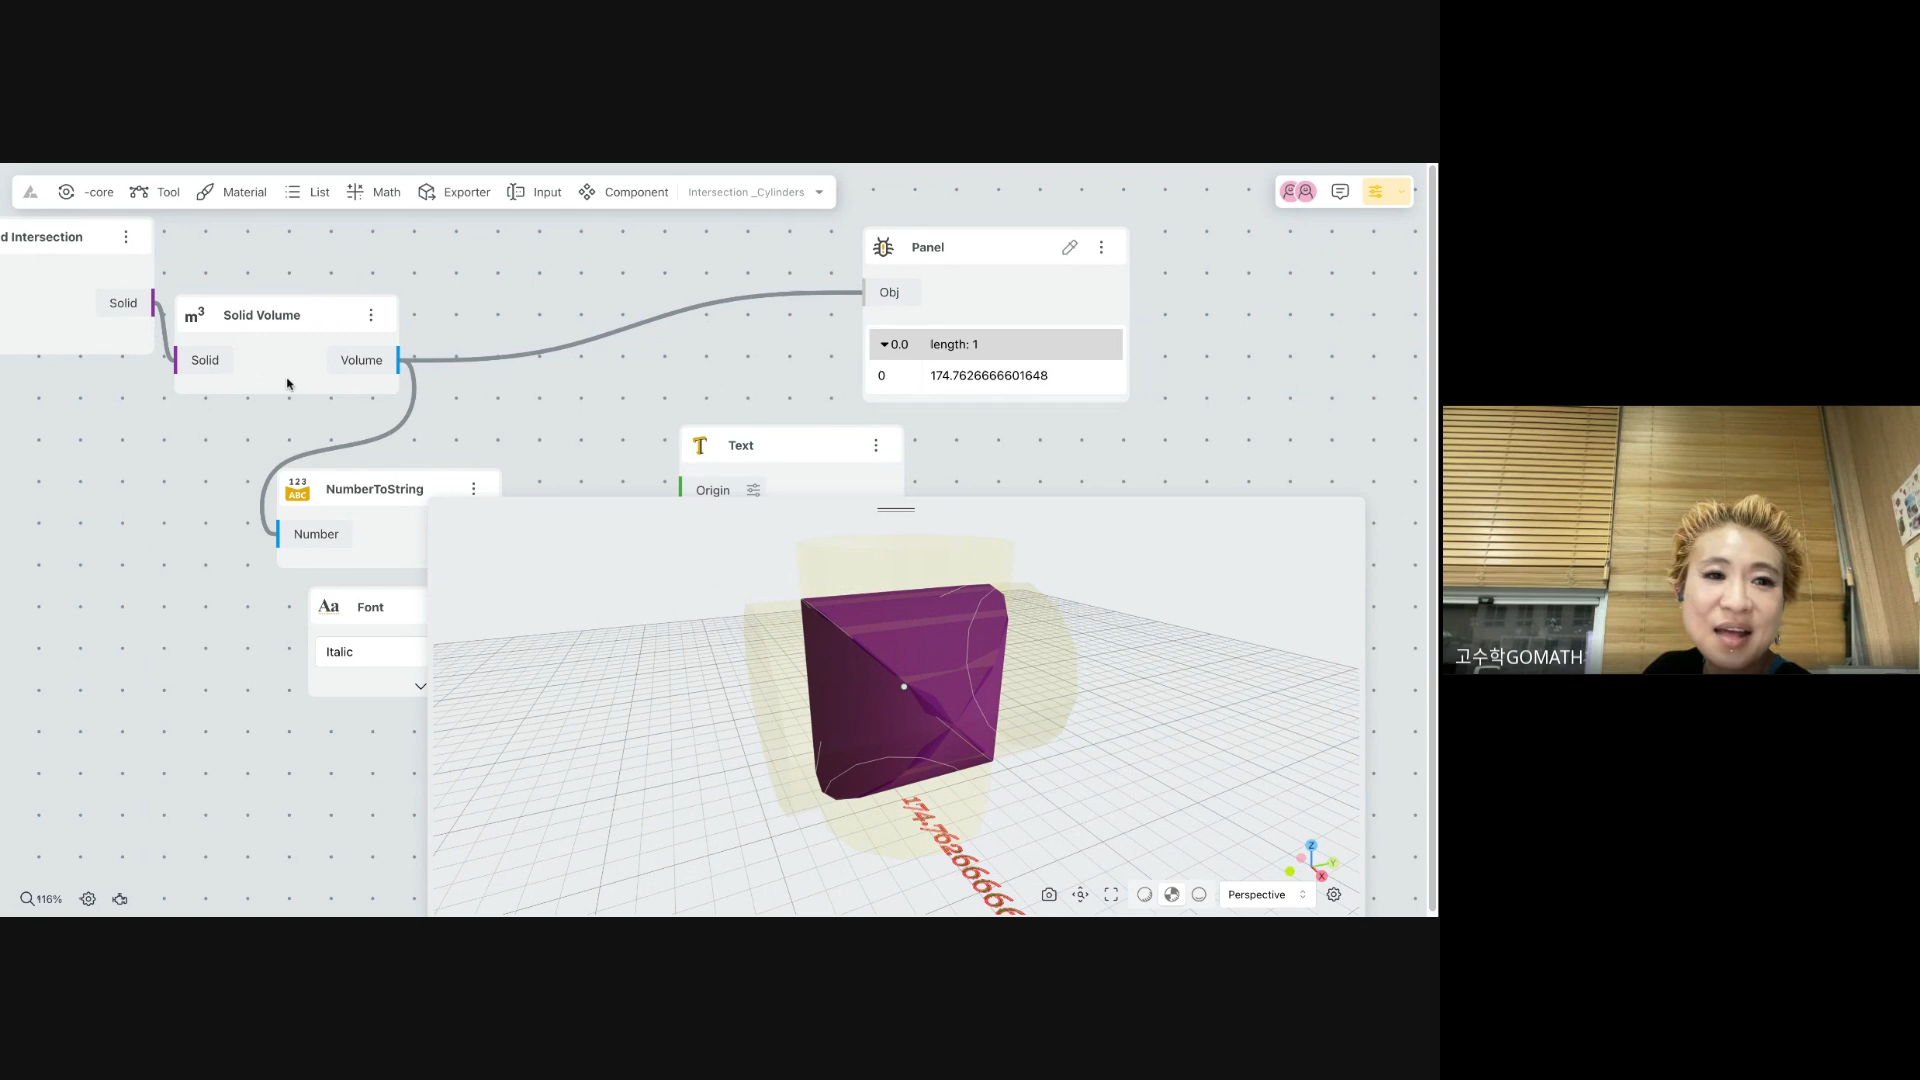 -core Tool Material List Math Exporter Input Component Intersection _Cylinders
d Intersection
Solid
m³ Solid Volume
Solid Volume
Panel
Obj
0.0 length: 1
0 174.7626666601648
T Text
Origin
123 ABC NumberToString
Number
Aa Font
Italic
174.76266666
Z
Y
X
116%
Perspective
고수학GOMATH